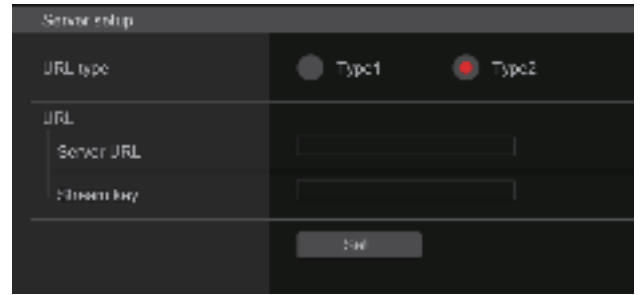 Server setup
URL type Type1 Type2
URL
Server URL
Stream key
Set